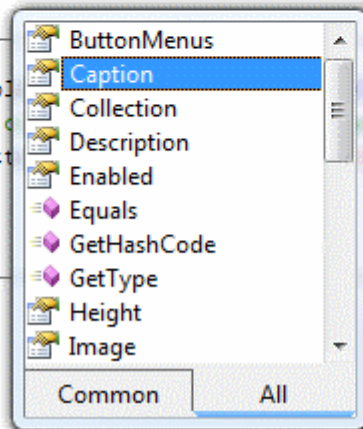 ButtonMenus
Caption
Collection
Description
Enabled
Equals
GetHashCode
GetType
Height
Image
Common All